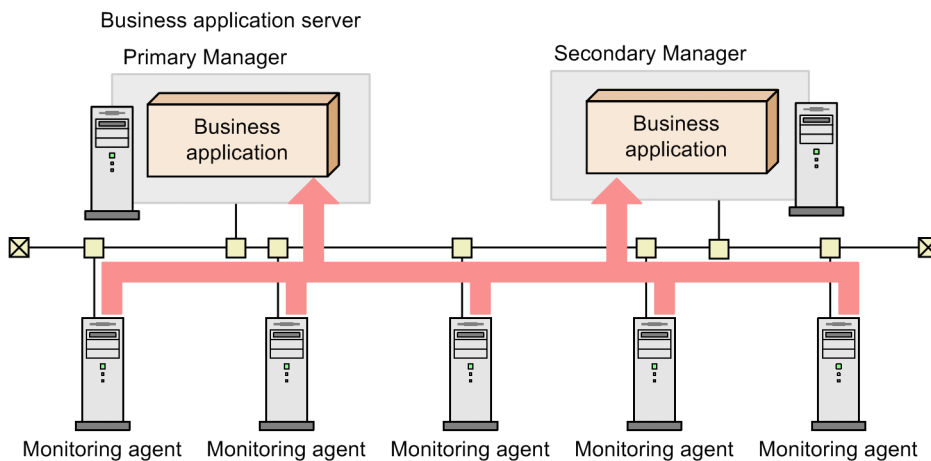 Business application server
Primary Manager
Secondary Manager
Business
application
Business
application
Monitoring agent
Monitoring agent
Monitoring agent
Monitoring agent
Monitoring agent